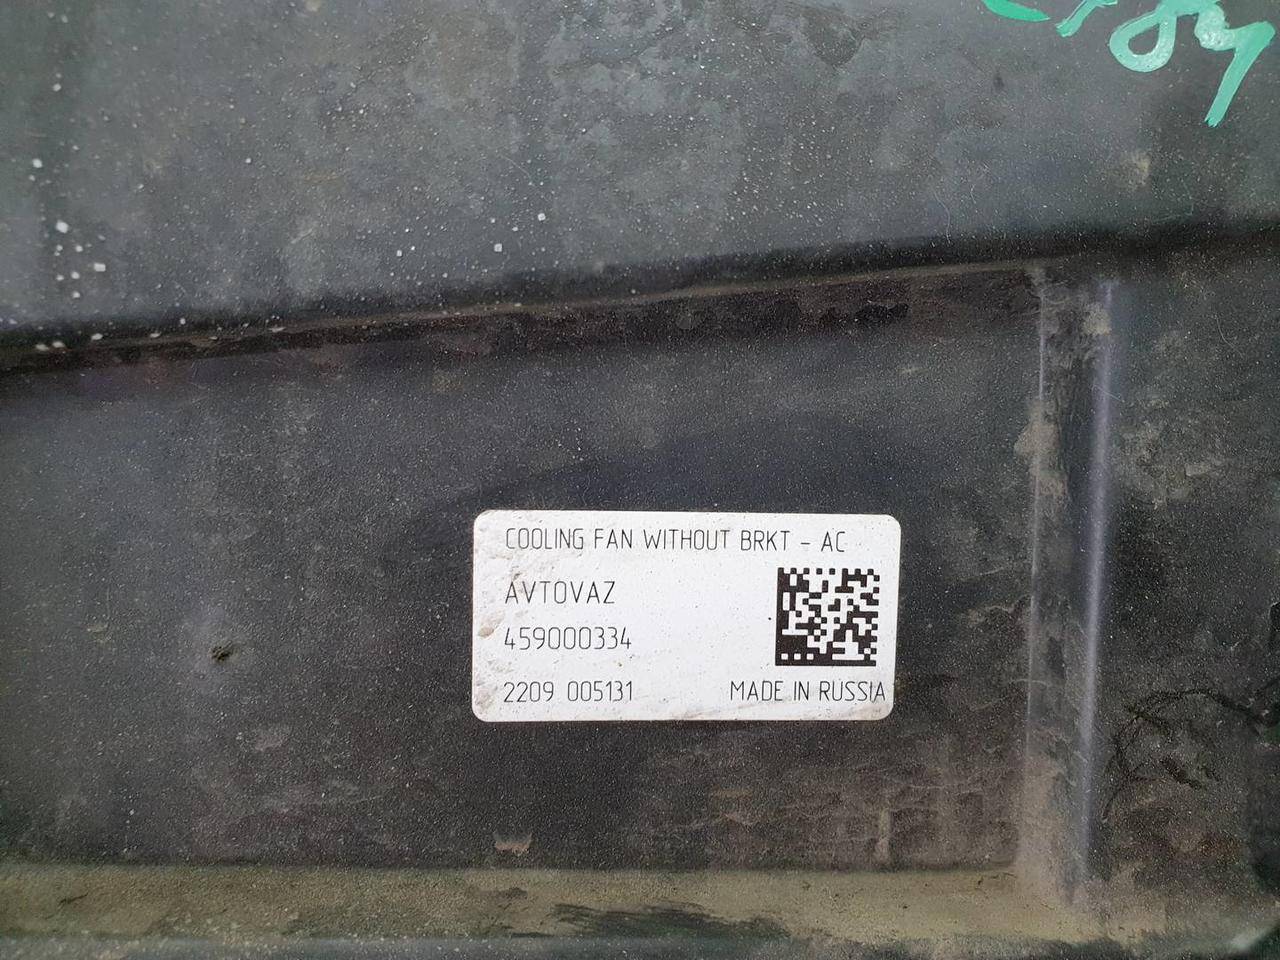 COOLING FAN WITHOUT BRKT - AC
AVTOVAZ
459000334
2209 005131
MADE IN RUSSIA